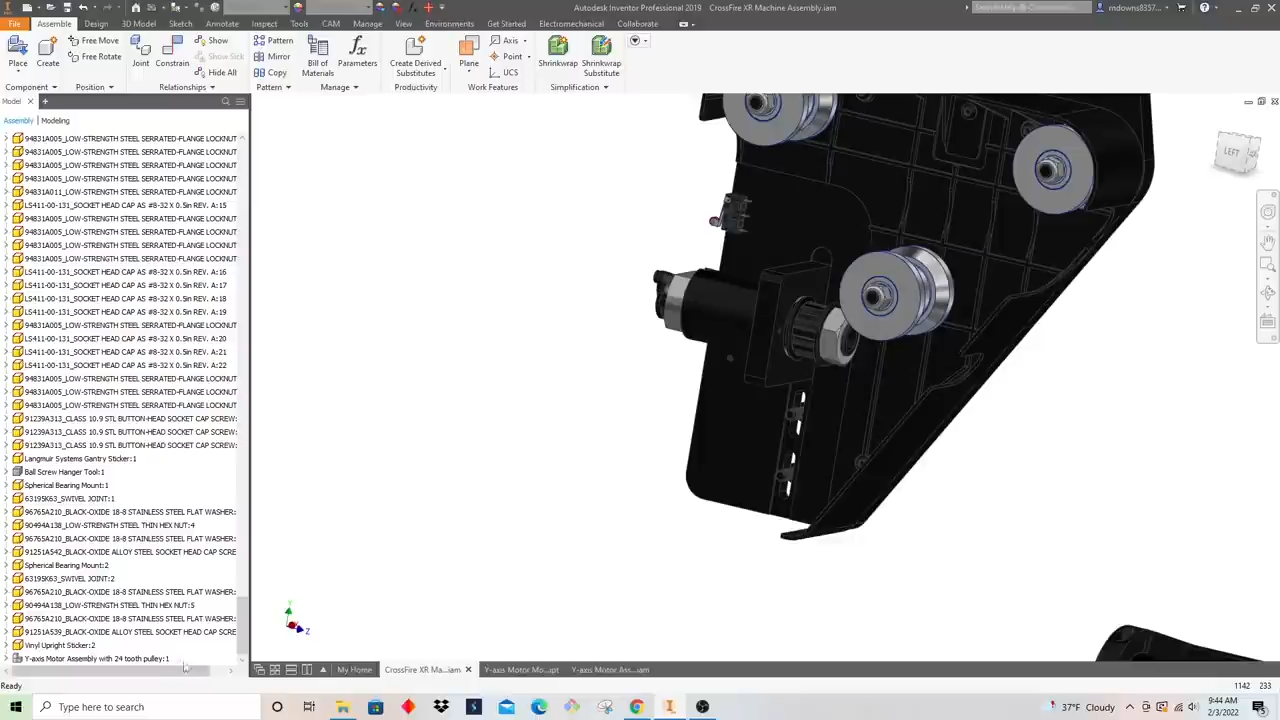 Autodesk Inventor Professional 2019 CrossFire XR Machine Assembly.iam
mdowns8337...
File Assemble Design 3D Model Sketch Annotate Inspect Tools CAM Manage View Environments Get Started Electromechanical Collaborate
Place Create Free Move Free Rotate Joint Constrain Show Show Sick Hide All Pattern Mirror Copy Bill of Materials Parameters Create Derived Substitutes Plane Axis Point UCS Shrinkwrap Shrinkwrap Substitute
Component Position Relationships Pattern Manage Productivity Work Features Simplification
Model
Assembly Modeling
94831A005_LOW-STRENGTH STEEL SERRATED-FLANGE LOCKNUT
94831A005_LOW-STRENGTH STEEL SERRATED-FLANGE LOCKNUT
94831A005_LOW-STRENGTH STEEL SERRATED-FLANGE LOCKNUT
94831A005_LOW-STRENGTH STEEL SERRATED-FLANGE LOCKNUT
94831A011_LOW-STRENGTH STEEL SERRATED-FLANGE LOCKNUT
LS411-00-131_SOCKET HEAD CAP AS #8-32 X 0.5in REV. A:15
94831A005_LOW-STRENGTH STEEL SERRATED-FLANGE LOCKNUT
94831A005_LOW-STRENGTH STEEL SERRATED-FLANGE LOCKNUT
94831A005_LOW-STRENGTH STEEL SERRATED-FLANGE LOCKNUT
94831A005_LOW-STRENGTH STEEL SERRATED-FLANGE LOCKNUT
LS411-00-131_SOCKET HEAD CAP AS #8-32 X 0.5in REV. A:16
LS411-00-131_SOCKET HEAD CAP AS #8-32 X 0.5in REV. A:17
LS411-00-131_SOCKET HEAD CAP AS #8-32 X 0.5in REV. A:18
LS411-00-131_SOCKET HEAD CAP AS #8-32 X 0.5in REV. A:19
94831A005_LOW-STRENGTH STEEL SERRATED-FLANGE LOCKNUT
LS411-00-131_SOCKET HEAD CAP AS #8-32 X 0.5in REV. A:20
LS411-00-131_SOCKET HEAD CAP AS #8-32 X 0.5in REV. A:21
LS411-00-131_SOCKET HEAD CAP AS #8-32 X 0.5in REV. A:22
94831A005_LOW-STRENGTH STEEL SERRATED-FLANGE LOCKNUT
94831A005_LOW-STRENGTH STEEL SERRATED-FLANGE LOCKNUT
94831A005_LOW-STRENGTH STEEL SERRATED-FLANGE LOCKNUT
91239A313_CLASS 10.9 STL BUTTON-HEAD SOCKET CAP SCREW:
91239A313_CLASS 10.9 STL BUTTON-HEAD SOCKET CAP SCREW:
91239A313_CLASS 10.9 STL BUTTON-HEAD SOCKET CAP SCREW:
Langmuir Systems Gantry Sticker:1
Ball Screw Hanger Tool:1
Spherical Bearing Mount:1
63195K63_SWIVEL JOINT:1
96765A210_BLACK-OXIDE 18-8 STAINLESS STEEL FLAT WASHER:
90494A138_LOW-STRENGTH STEEL THIN HEX NUT:4
96765A210_BLACK-OXIDE 18-8 STAINLESS STEEL FLAT WASHER:
91251A542_BLACK-OXIDE ALLOY STEEL SOCKET HEAD CAP SCRE
Spherical Bearing Mount:2
63195K63_SWIVEL JOINT:2
96765A210_BLACK-OXIDE 18-8 STAINLESS STEEL FLAT WASHER:
90494A138_LOW-STRENGTH STEEL THIN HEX NUT:5
96765A210_BLACK-OXIDE 18-8 STAINLESS STEEL FLAT WASHER:
91251A539_BLACK-OXIDE ALLOY STEEL SOCKET HEAD CAP SCRE
Vinyl Upright Sticker:2
Y-axis Motor Assembly with 24 tooth pulley:1
LEFT
Y
Z
My Home CrossFire XR Ma...iam Y-axis Motor Mo...ipt Y-axis Motor Ass...iam
Ready 1142 233
Type here to search
37°F Cloudy
9:44 AM
2/3/2022